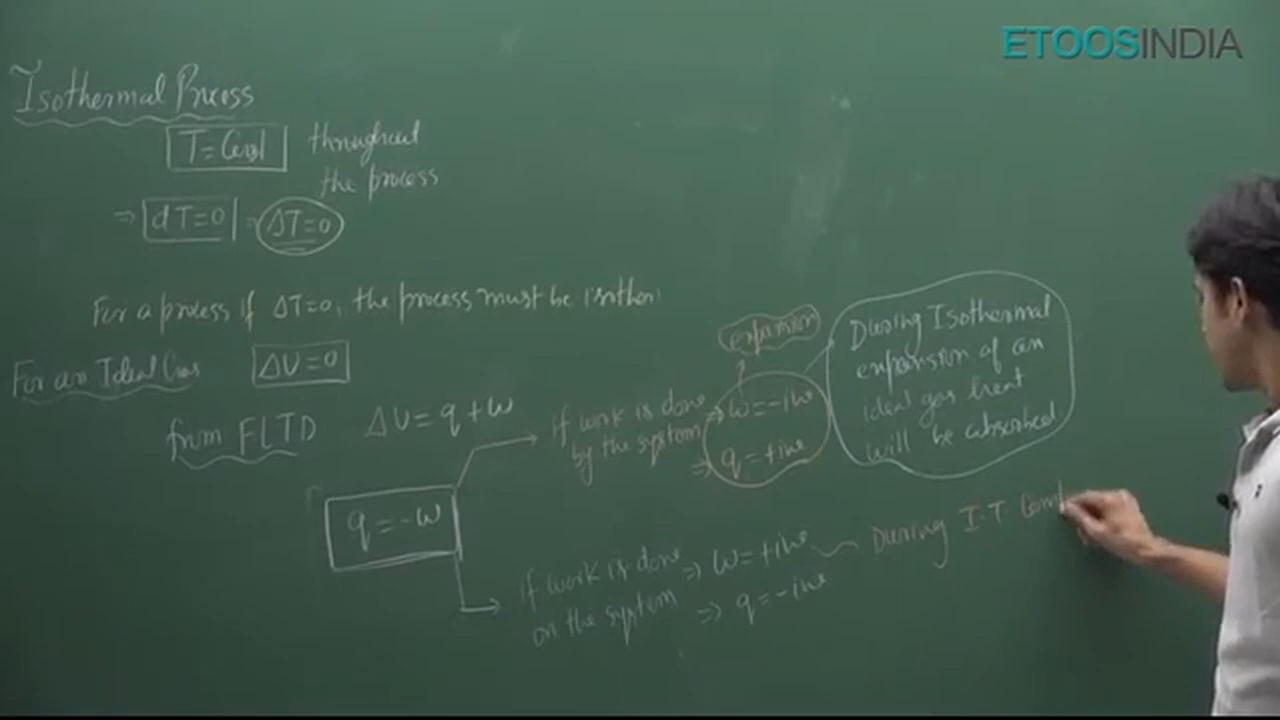 ETOOSINDIA
Isothermal Process
T = Const throughout
the process
⇒ dT=0 ⇒ ΔT=0
For a process if ΔT=0, the process must be isother
For an Ideal Gas ΔU=0
from FLTD ΔU = q + w
q = -w
if work is done
by the system
⇒ w = -ive
⇒ q = +ive
expansion
During Isothermal
expansion of an
ideal gas heat
will be absorbed
if work is done
on the system
⇒ w = +ive
⇒ q = -ive
During I.T Com